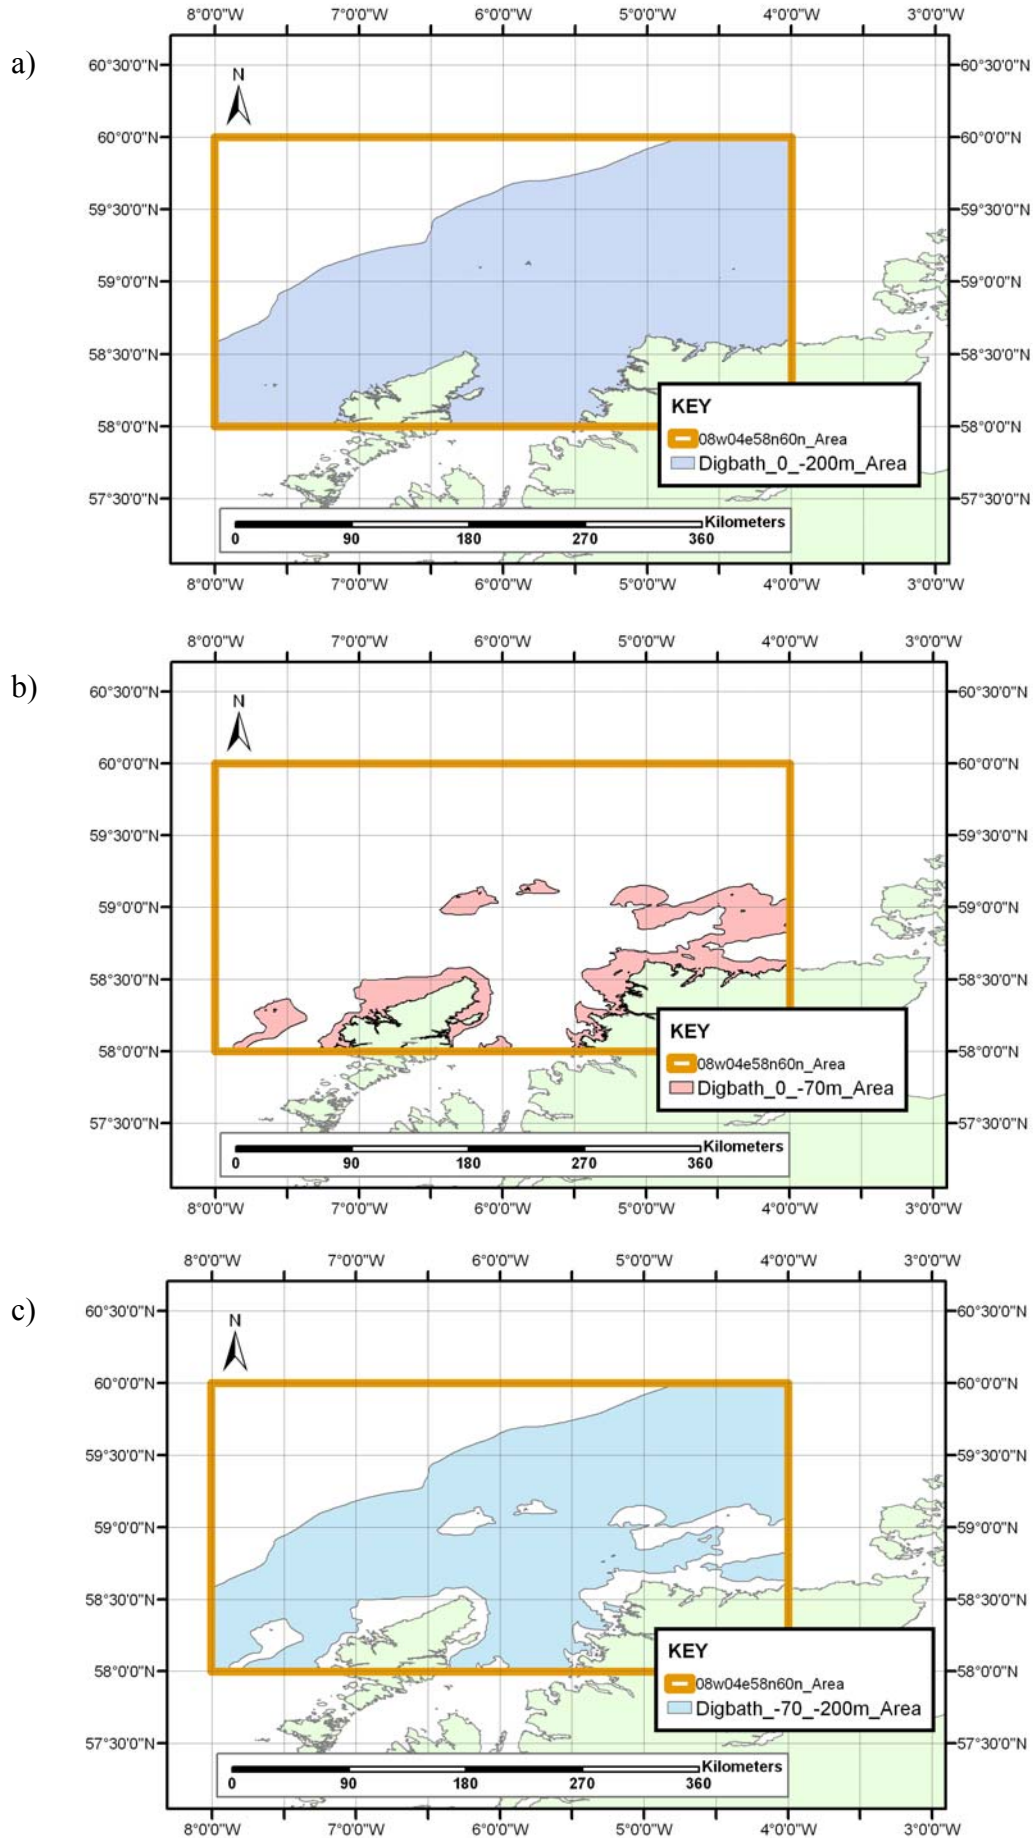 a)
8°0'0"W 7°0'0"W 6°0'0"W 5°0'0"W 4°0'0"W 3°0'0"W
60°30'0"N 60°30'0"N
N
60°0'0"N 60°0'0"N
59°30'0"N 59°30'0"N
59°0'0"N 59°0'0"N
58°30'0"N 58°30'0"N
58°0'0"N 58°0'0"N
57°30'0"N 57°30'0"N
KEY
08w04e58n60n_Area
Digbath_0_-200m_Area
Kilometers
0 90 180 270 360
8°0'0"W 7°0'0"W 6°0'0"W 5°0'0"W 4°0'0"W 3°0'0"W
b)
8°0'0"W 7°0'0"W 6°0'0"W 5°0'0"W 4°0'0"W 3°0'0"W
60°30'0"N 60°30'0"N
N
60°0'0"N 60°0'0"N
59°30'0"N 59°30'0"N
59°0'0"N 59°0'0"N
58°30'0"N 58°30'0"N
58°0'0"N 58°0'0"N
57°30'0"N 57°30'0"N
KEY
08w04e58n60n_Area
Digbath_0_-70m_Area
Kilometers
0 90 180 270 360
8°0'0"W 7°0'0"W 6°0'0"W 5°0'0"W 4°0'0"W 3°0'0"W
c)
8°0'0"W 7°0'0"W 6°0'0"W 5°0'0"W 4°0'0"W 3°0'0"W
60°30'0"N 60°30'0"N
N
60°0'0"N 60°0'0"N
59°30'0"N 59°30'0"N
59°0'0"N 59°0'0"N
58°30'0"N 58°30'0"N
58°0'0"N 58°0'0"N
57°30'0"N 57°30'0"N
KEY
08w04e58n60n_Area
Digbath_-70_-200m_Area
Kilometers
0 90 180 270 360
8°0'0"W 7°0'0"W 6°0'0"W 5°0'0"W 4°0'0"W 3°0'0"W